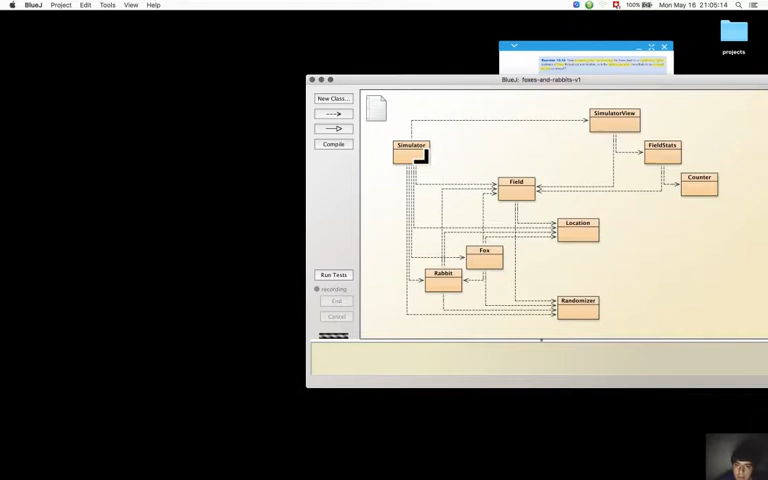 BlueJ Project Edit Tools View Help
100% Mon May 16 21:05:14
projects
BlueJ: foxes-and-rabbits-v1
New Class...
Compile
Simulator
SimulatorView
FieldStats
Counter
Field
Location
Fox
Rabbit
Randomizer
Run Tests
recording
End
Cancel